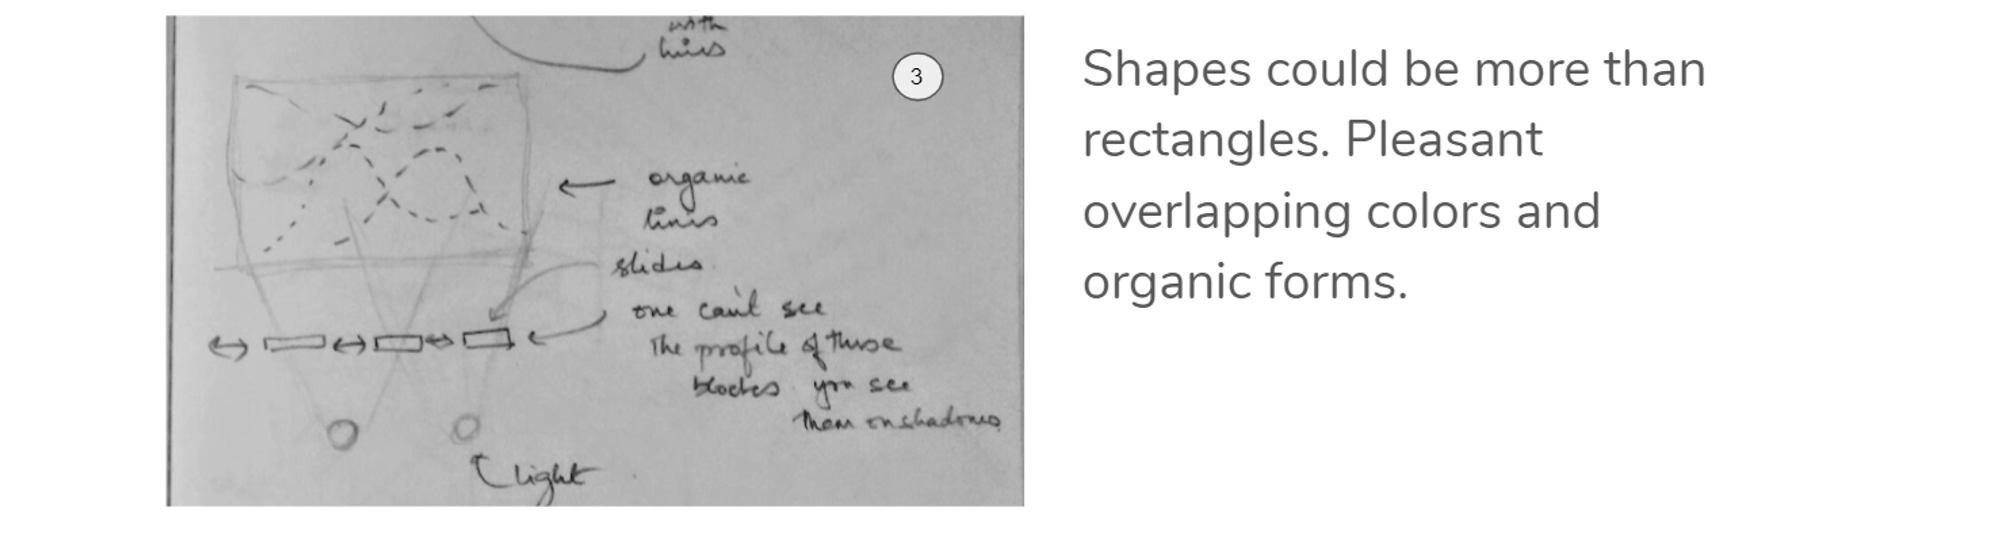 with
lines
3
organic
lines
slides
one can't see
the profile of these
blocks you see
them on shadows
light
Shapes could be more than
rectangles. Pleasant
overlapping colors and
organic forms.